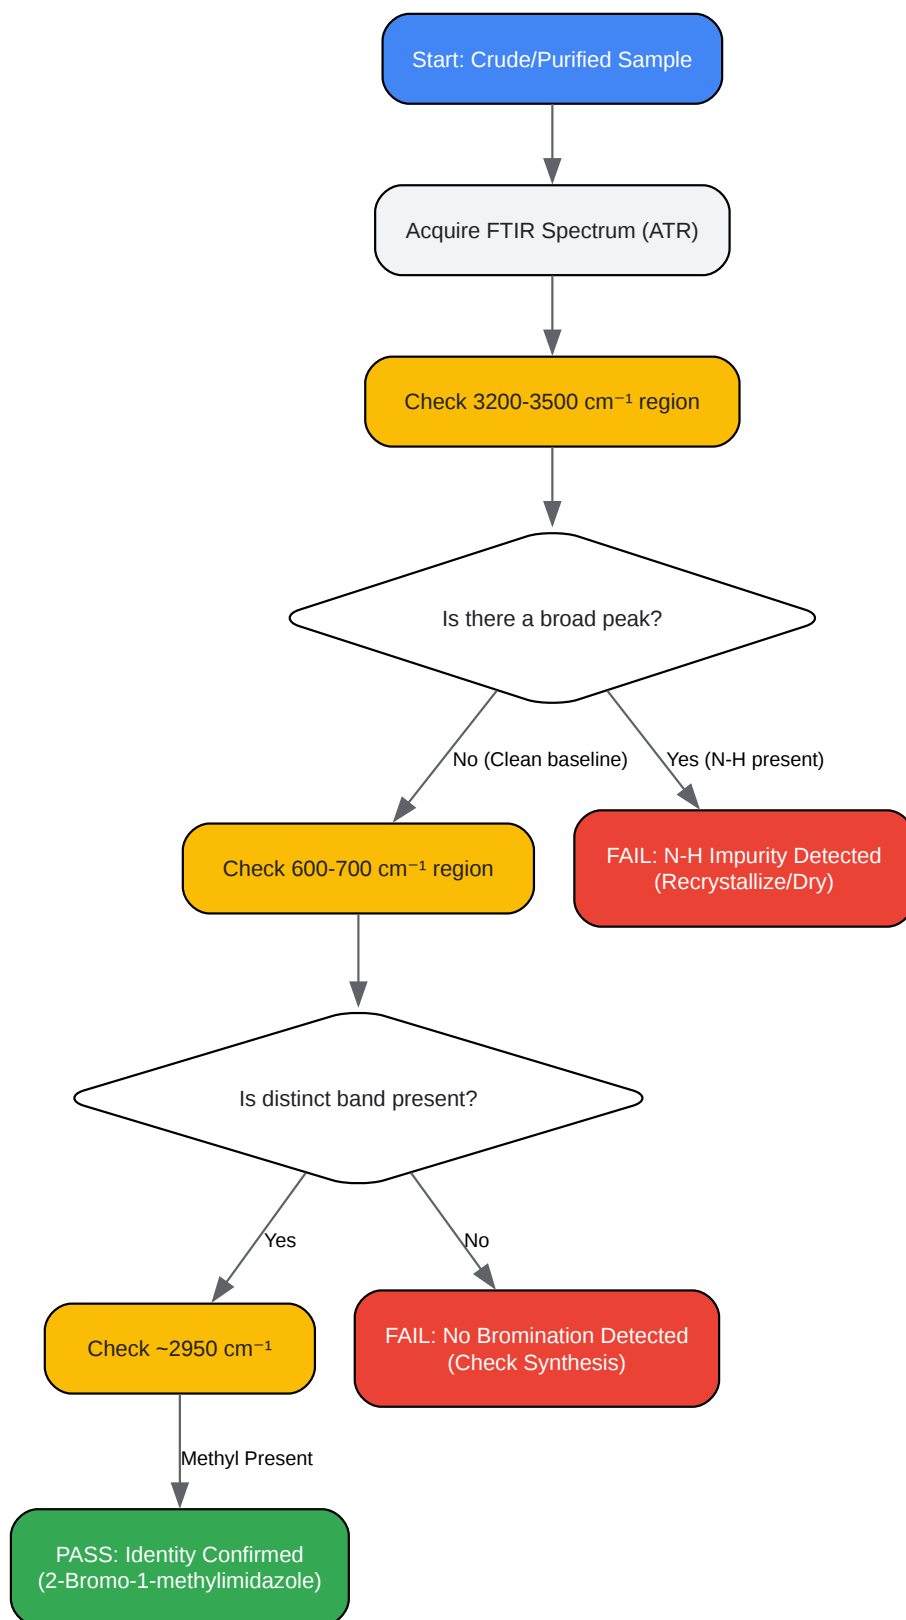 Start: Crude/Purified Sample
Acquire FTIR Spectrum (ATR)
Check 3200-3500 cm⁻¹ region
Is there a broad peak?
No (Clean baseline)
Yes (N-H present)
Check 600-700 cm⁻¹ region
FAIL: N-H Impurity Detected
(Recrystallize/Dry)
Is distinct band present?
Yes
No
Check ~2950 cm⁻¹
FAIL: No Bromination Detected
(Check Synthesis)
Methyl Present
PASS: Identity Confirmed
(2-Bromo-1-methylimidazole)